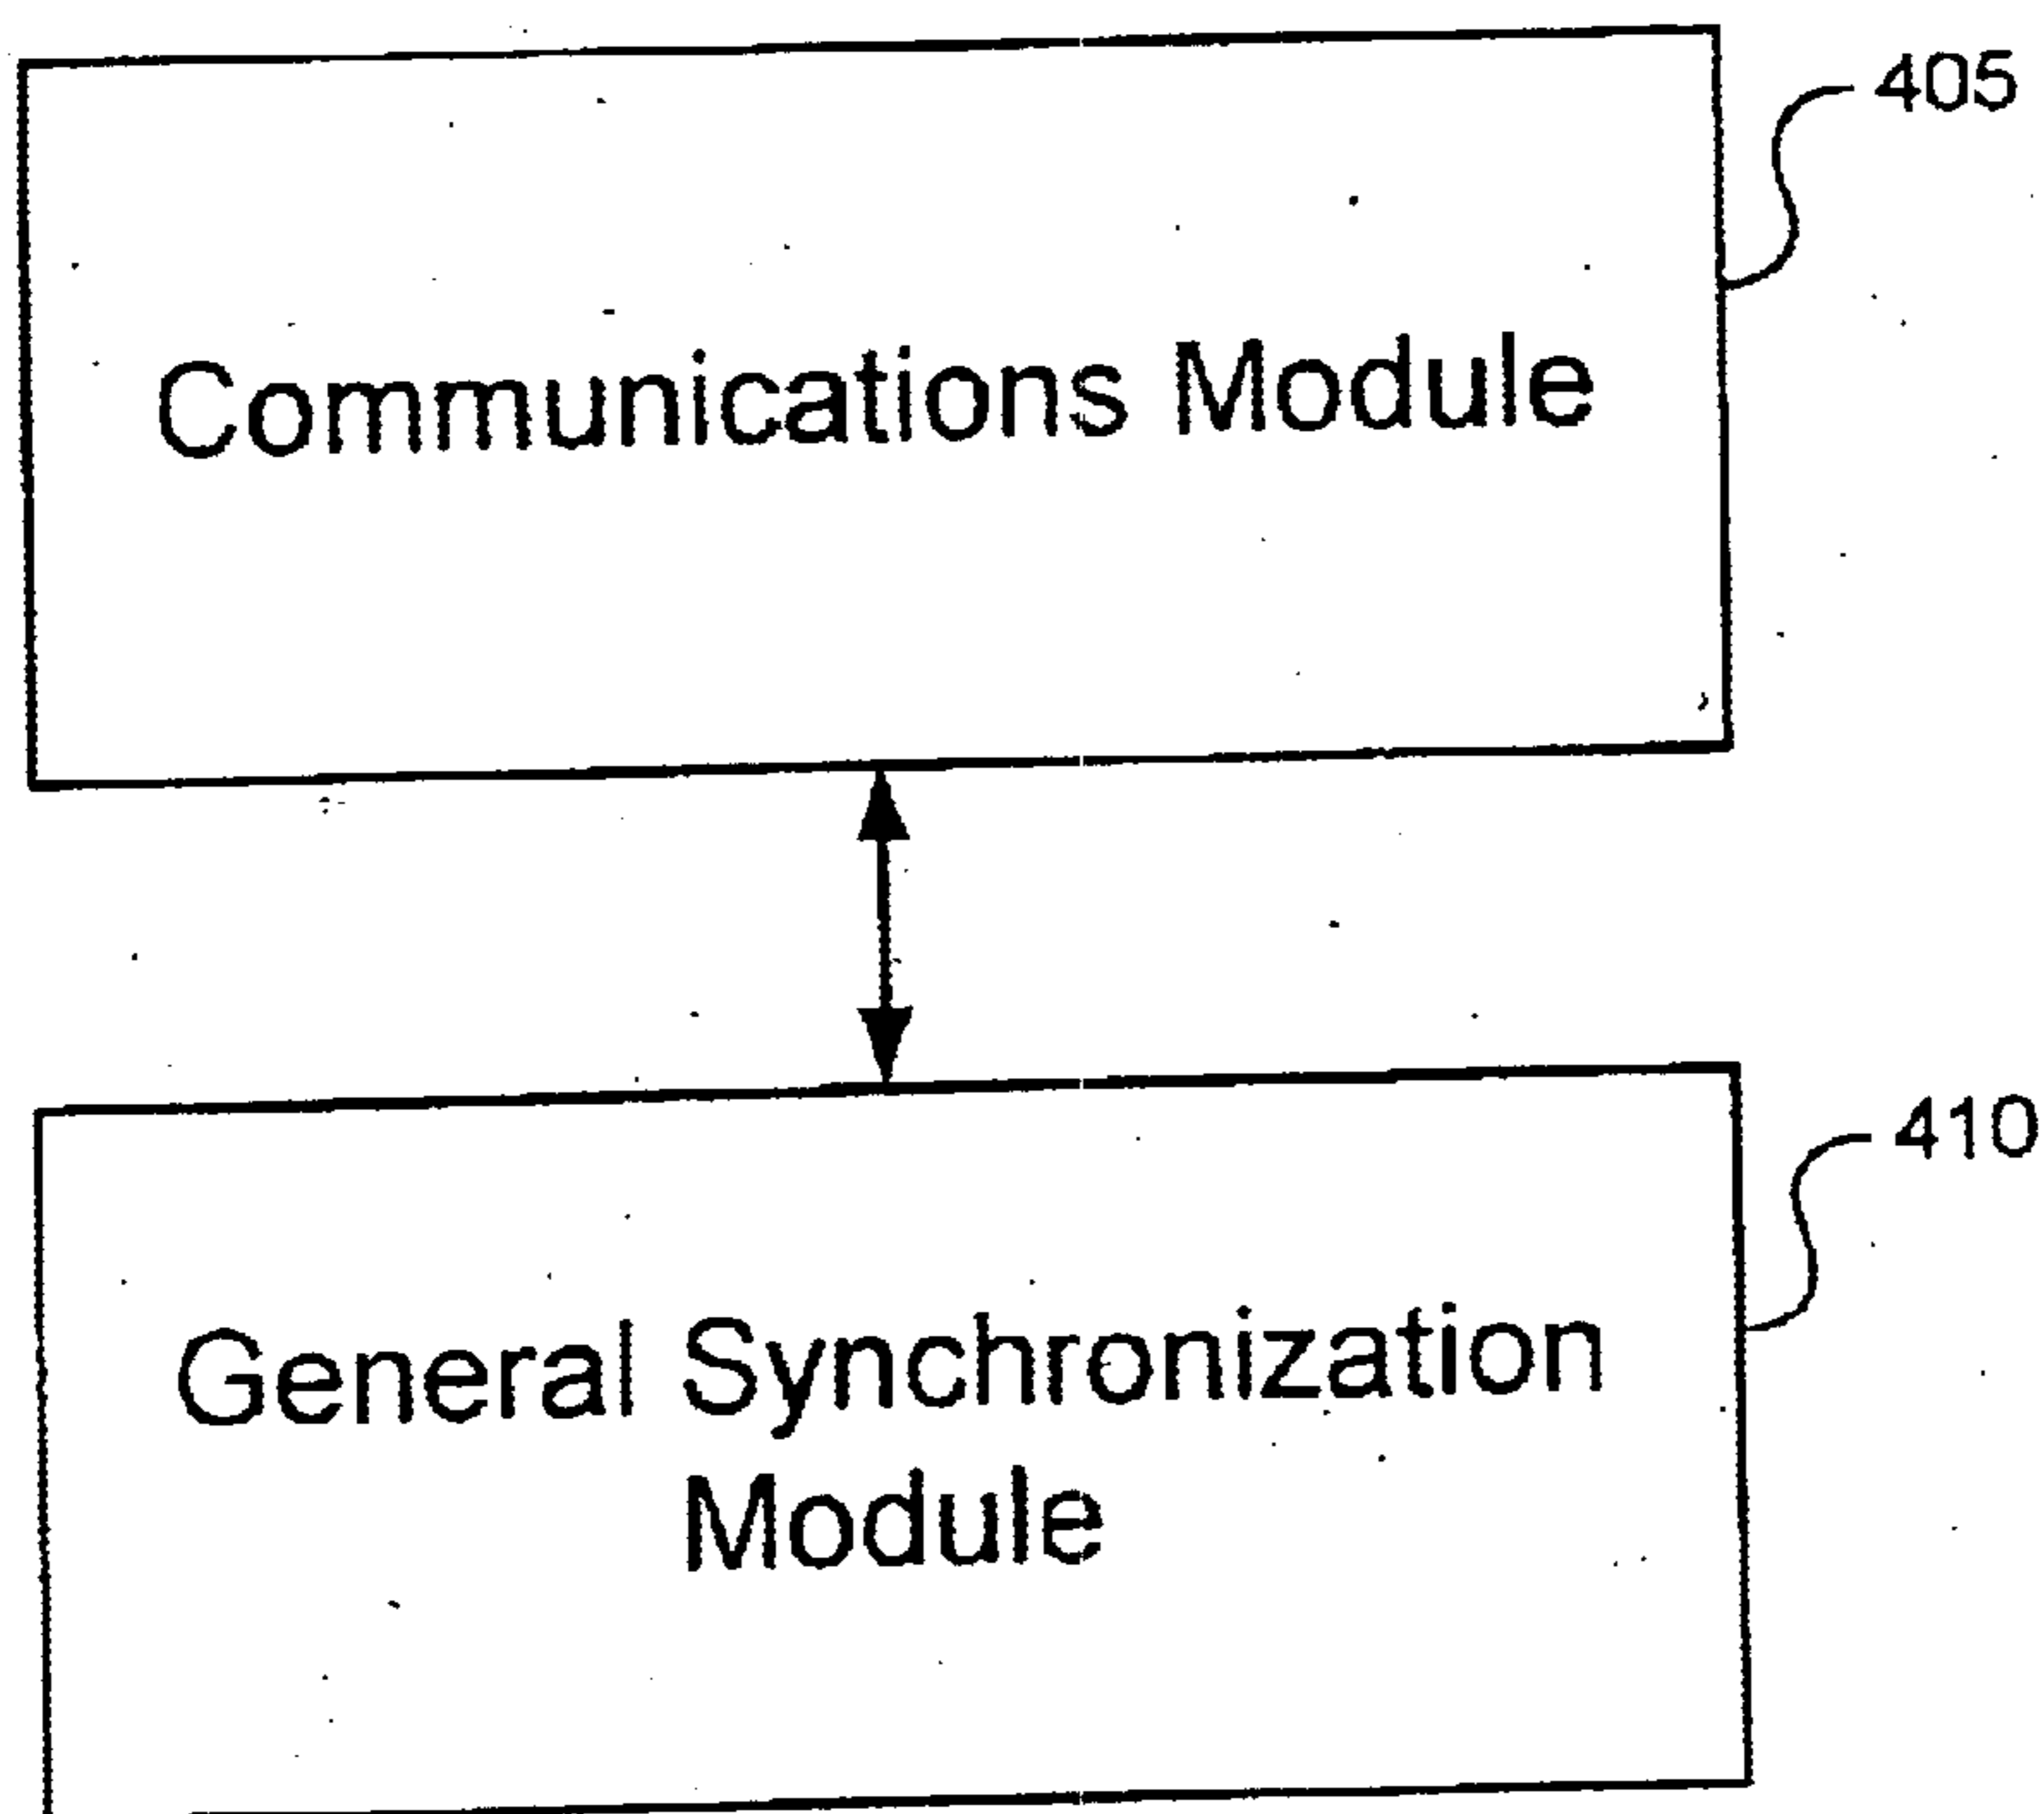 405
Communications Module
410
General Synchronization
Module